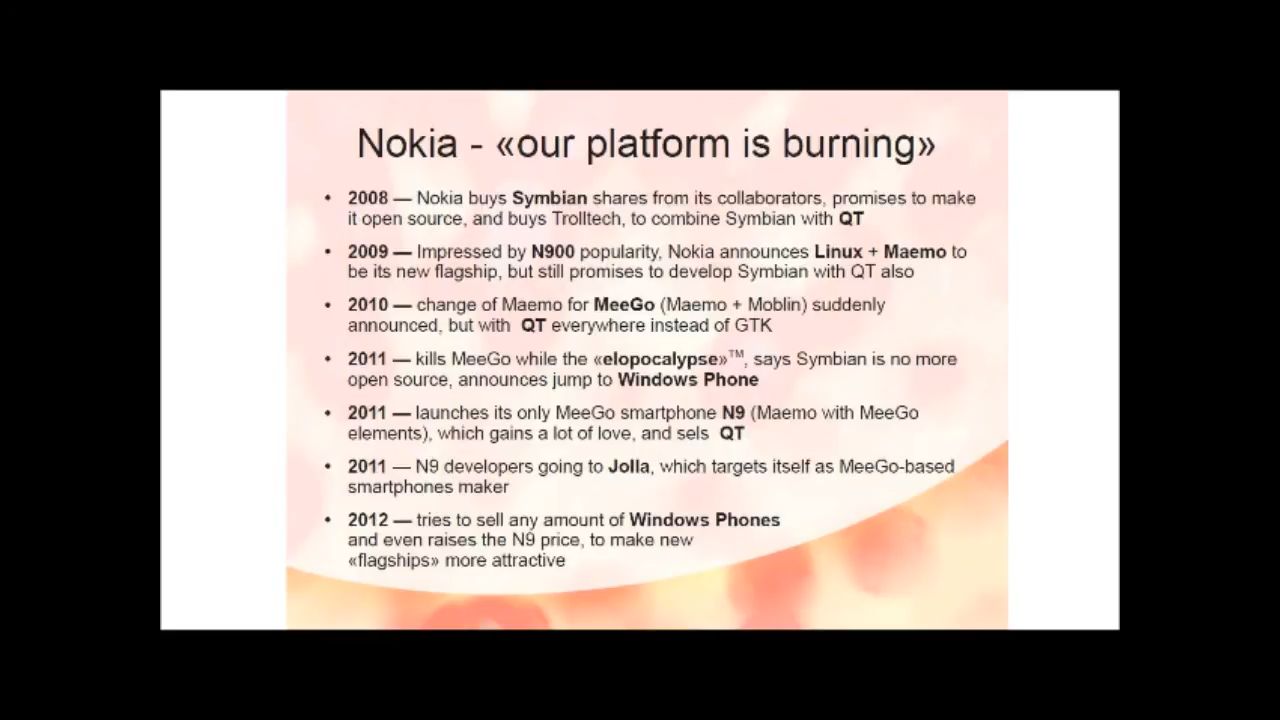 Nokia - «our platform is burning»
• 2008 — Nokia buys Symbian shares from its collaborators, promises to make
it open source, and buys Trolltech, to combine Symbian with QT
• 2009 — Impressed by N900 popularity, Nokia announces Linux + Maemo to
be its new flagship, but still promises to develop Symbian with QT also
• 2010 — change of Maemo for MeeGo (Maemo + Moblin) suddenly
announced, but with QT everywhere instead of GTK
• 2011 — kills MeeGo while the «elopocalypse»™, says Symbian is no more
open source, announces jump to Windows Phone
• 2011 — launches its only MeeGo smartphone N9 (Maemo with MeeGo
elements), which gains a lot of love, and sels QT
• 2011 — N9 developers going to Jolla, which targets itself as MeeGo-based
smartphones maker
• 2012 — tries to sell any amount of Windows Phones
and even raises the N9 price, to make new
«flagships» more attractive